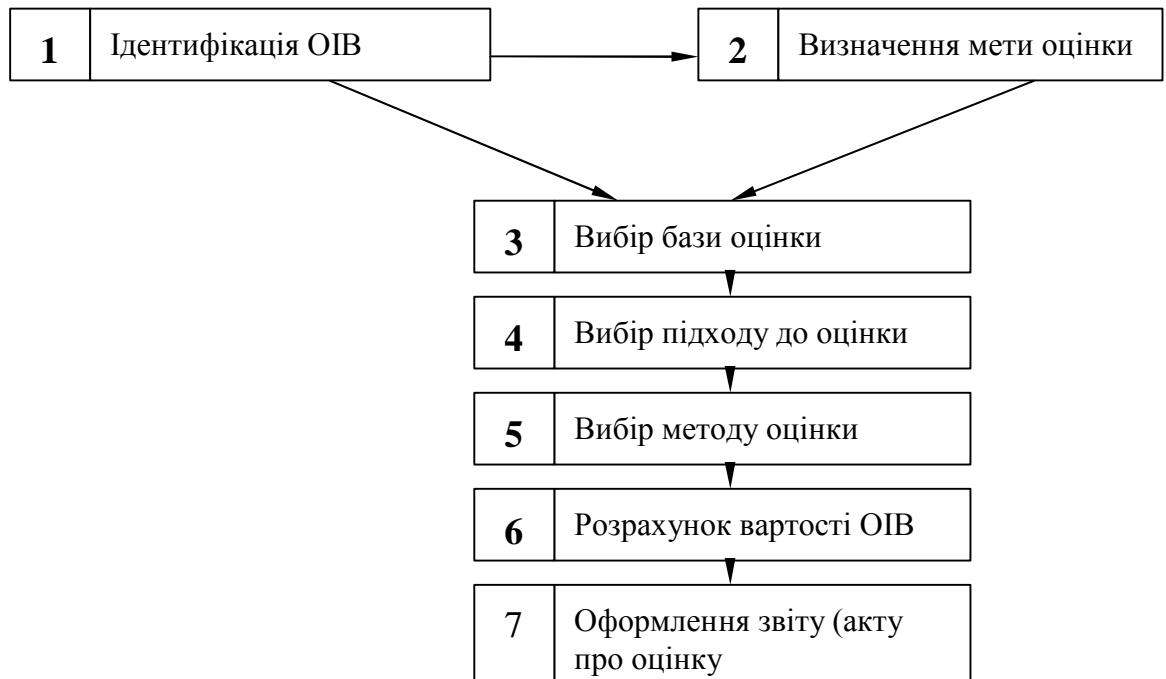 1 Ідентифікація ОІВ
2 Визначення мети оцінки
3 Вибір бази оцінки
4 Вибір підходу до оцінки
5 Вибір методу оцінки
6 Розрахунок вартості ОІВ
7 Оформлення звіту (акту
про оцінку